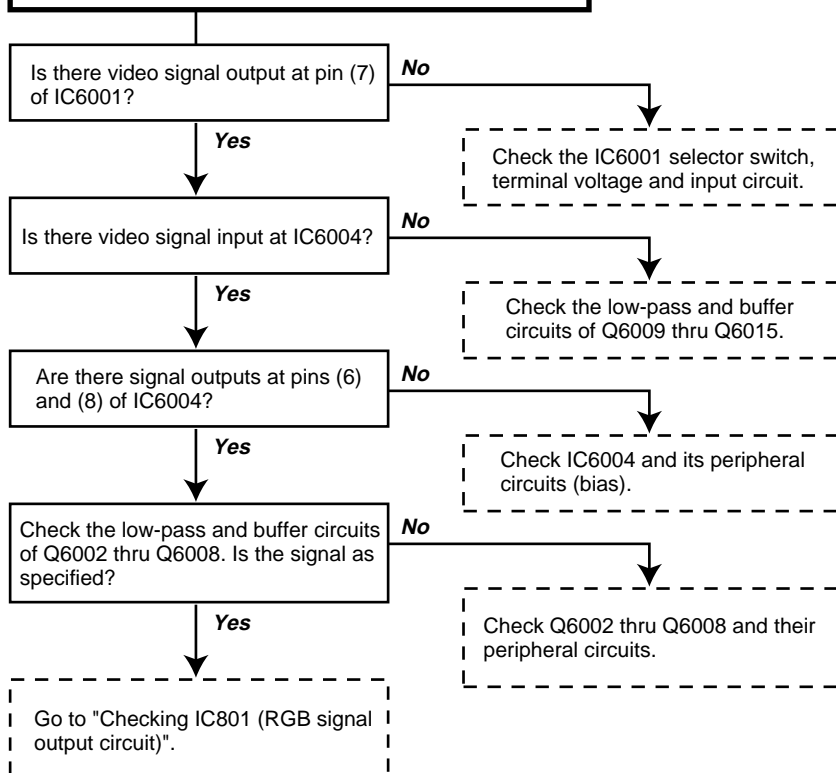 Is there video signal output at pin (7)
of IC6001?
No
Yes
Check the IC6001 selector switch,
terminal voltage and input circuit.
Is there video signal input at IC6004?
No
Yes
Check the low-pass and buffer
circuits of Q6009 thru Q6015.
Are there signal outputs at pins (6)
and (8) of IC6004?
No
Yes
Check IC6004 and its peripheral
circuits (bias).
Check the low-pass and buffer circuits
of Q6002 thru Q6008. Is the signal as
specified?
No
Yes
Check Q6002 thru Q6008 and their
peripheral circuits.
Go to "Checking IC801 (RGB signal
output circuit)".